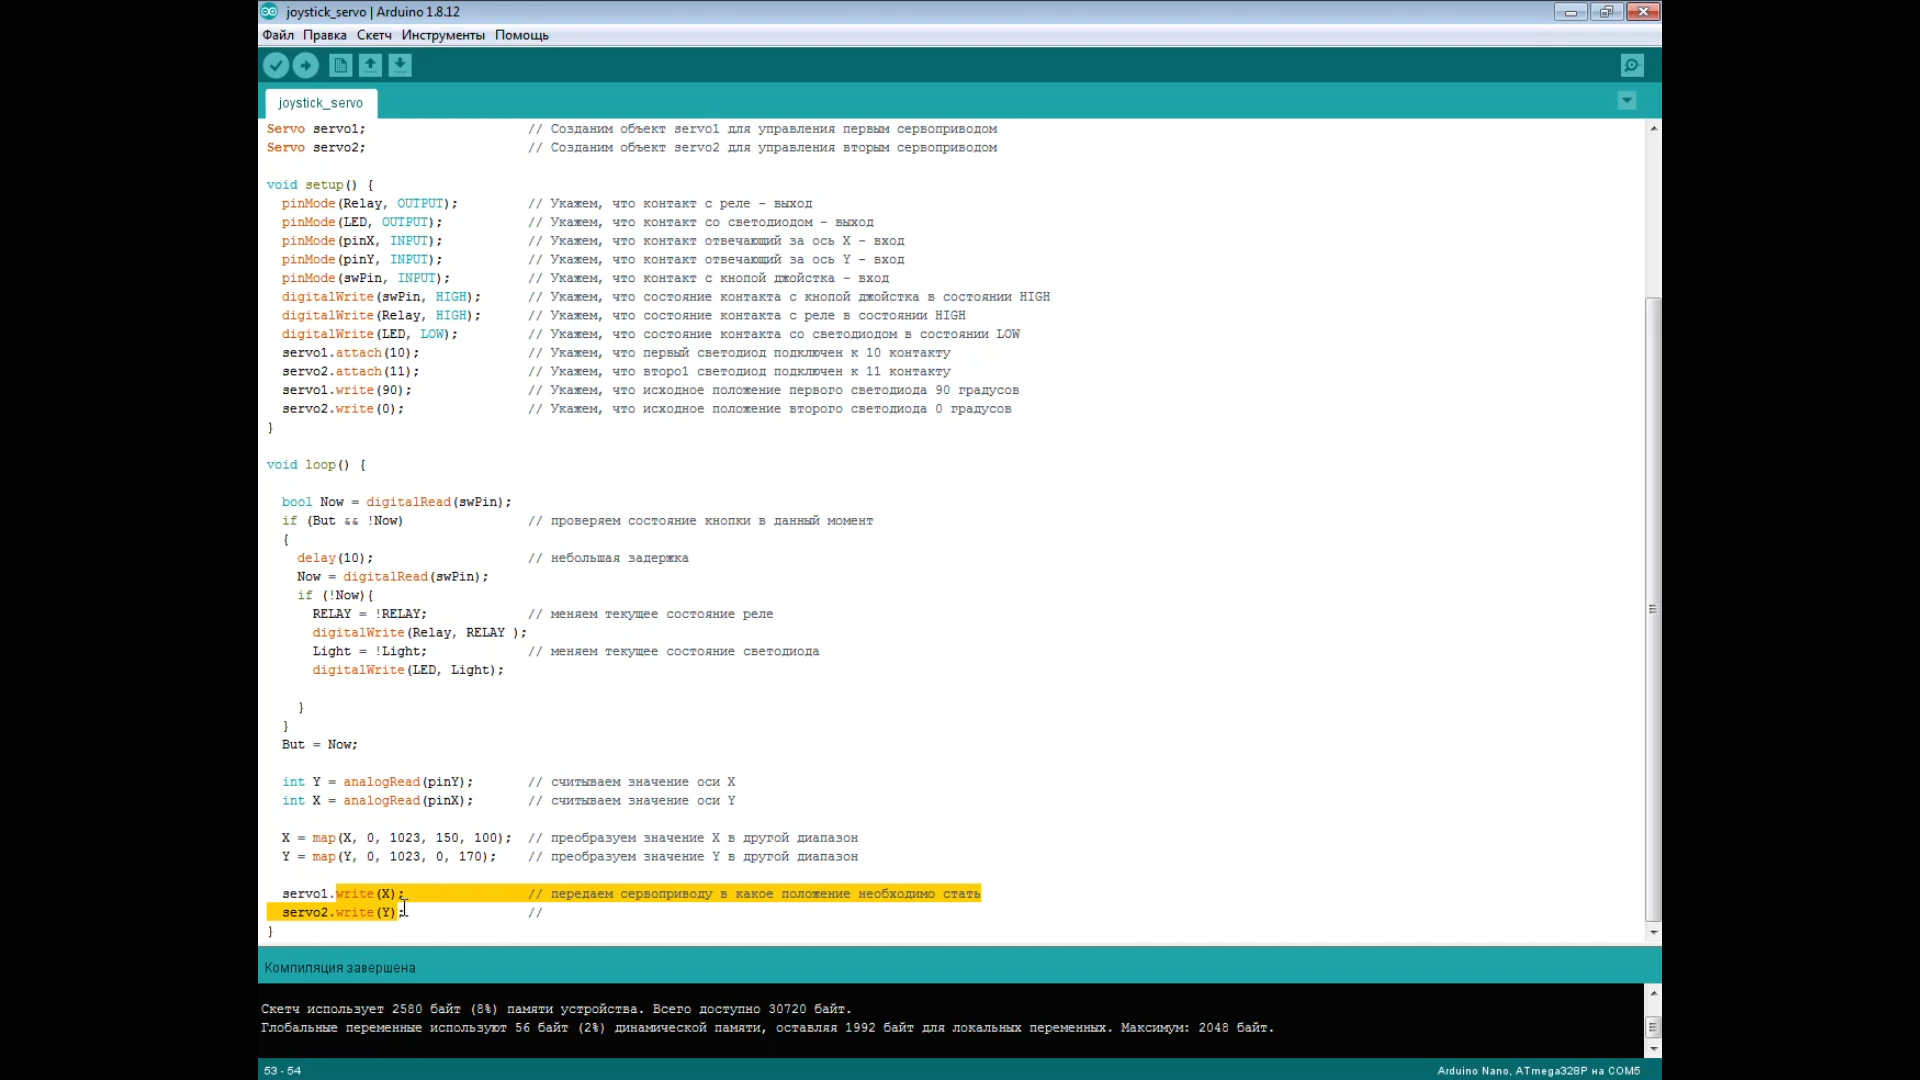 joystick_servo | Arduino 1.8.12
Файл Правка Скетч Инструменты Помощь
joystick_servo
Servo servo1; // Созданим объект servo1 для управления первым сервоприводом
Servo servo2; // Созданим объект servo2 для управления вторым сервоприводом
void setup() {
pinMode(Relay, OUTPUT); // Укажем, что контакт с реле - выход
pinMode(LED, OUTPUT); // Укажем, что контакт со светодиодом - выход
pinMode(pinX, INPUT); // Укажем, что контакт отвечающий за ось X - вход
pinMode(pinY, INPUT); // Укажем, что контакт отвечающий за ось Y - вход
pinMode(swPin, INPUT); // Укажем, что контакт с кнопой джойстка - вход
digitalWrite(swPin, HIGH); // Укажем, что состояние контакта с кнопой джойстка в состоянии HIGH
digitalWrite(Relay, HIGH); // Укажем, что состояние контакта с реле в состоянии HIGH
digitalWrite(LED, LOW); // Укажем, что состояние контакта со светодиодом в состоянии LOW
servo1.attach(10); // Укажем, что первый светодиод подключен к 10 контакту
servo2.attach(11); // Укажем, что второ1 светодиод подключен к 11 контакту
servo1.write(90); // Укажем, что исходное положение первого светодиода 90 градусов
servo2.write(0); // Укажем, что исходное положение второго светодиода 0 градусов
}
void loop() {
bool Now = digitalRead(swPin);
if (But && !Now) // проверяем состояние кнопки в данный момент
{
delay(10); // небольшая задержка
Now = digitalRead(swPin);
if (!Now){
RELAY = !RELAY; // меняем текущее состояние реле
digitalWrite(Relay, RELAY );
Light = !Light; // меняем текущее состояние светодиода
digitalWrite(LED, Light);
}
}
But = Now;
int Y = analogRead(pinY); // считываем значение оси X
int X = analogRead(pinX); // считываем значение оси Y
X = map(X, 0, 1023, 150, 100); // преобразуем значение X в другой диапазон
Y = map(Y, 0, 1023, 0, 170); // преобразуем значение Y в другой диапазон
servo1.write(X); // передаем сервоприводу в какое положение необходимо стать
servo2.write(Y); //
}
Компиляция завершена
Скетч использует 2580 байт (8%) памяти устройства. Всего доступно 30720 байт.
Глобальные переменные используют 56 байт (2%) динамической памяти, оставляя 1992 байт для локальных переменных. Максимум: 2048 байт.
53 - 54
Arduino Nano, ATmega328P на COM5